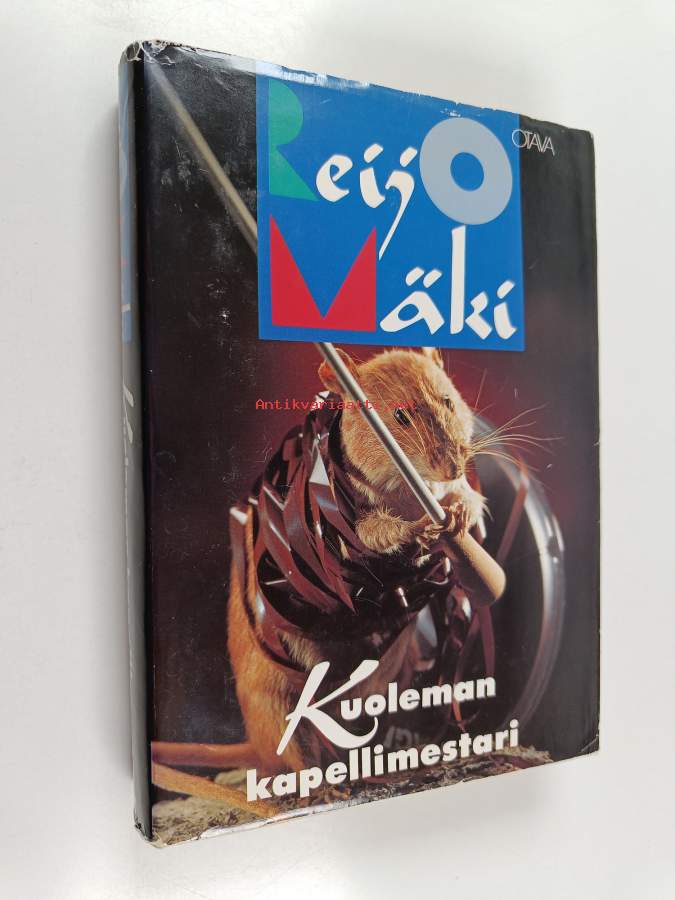 Reijo
OTAVA
Mäki
Antikvariaatti.net
Kuoleman
kapellimestari